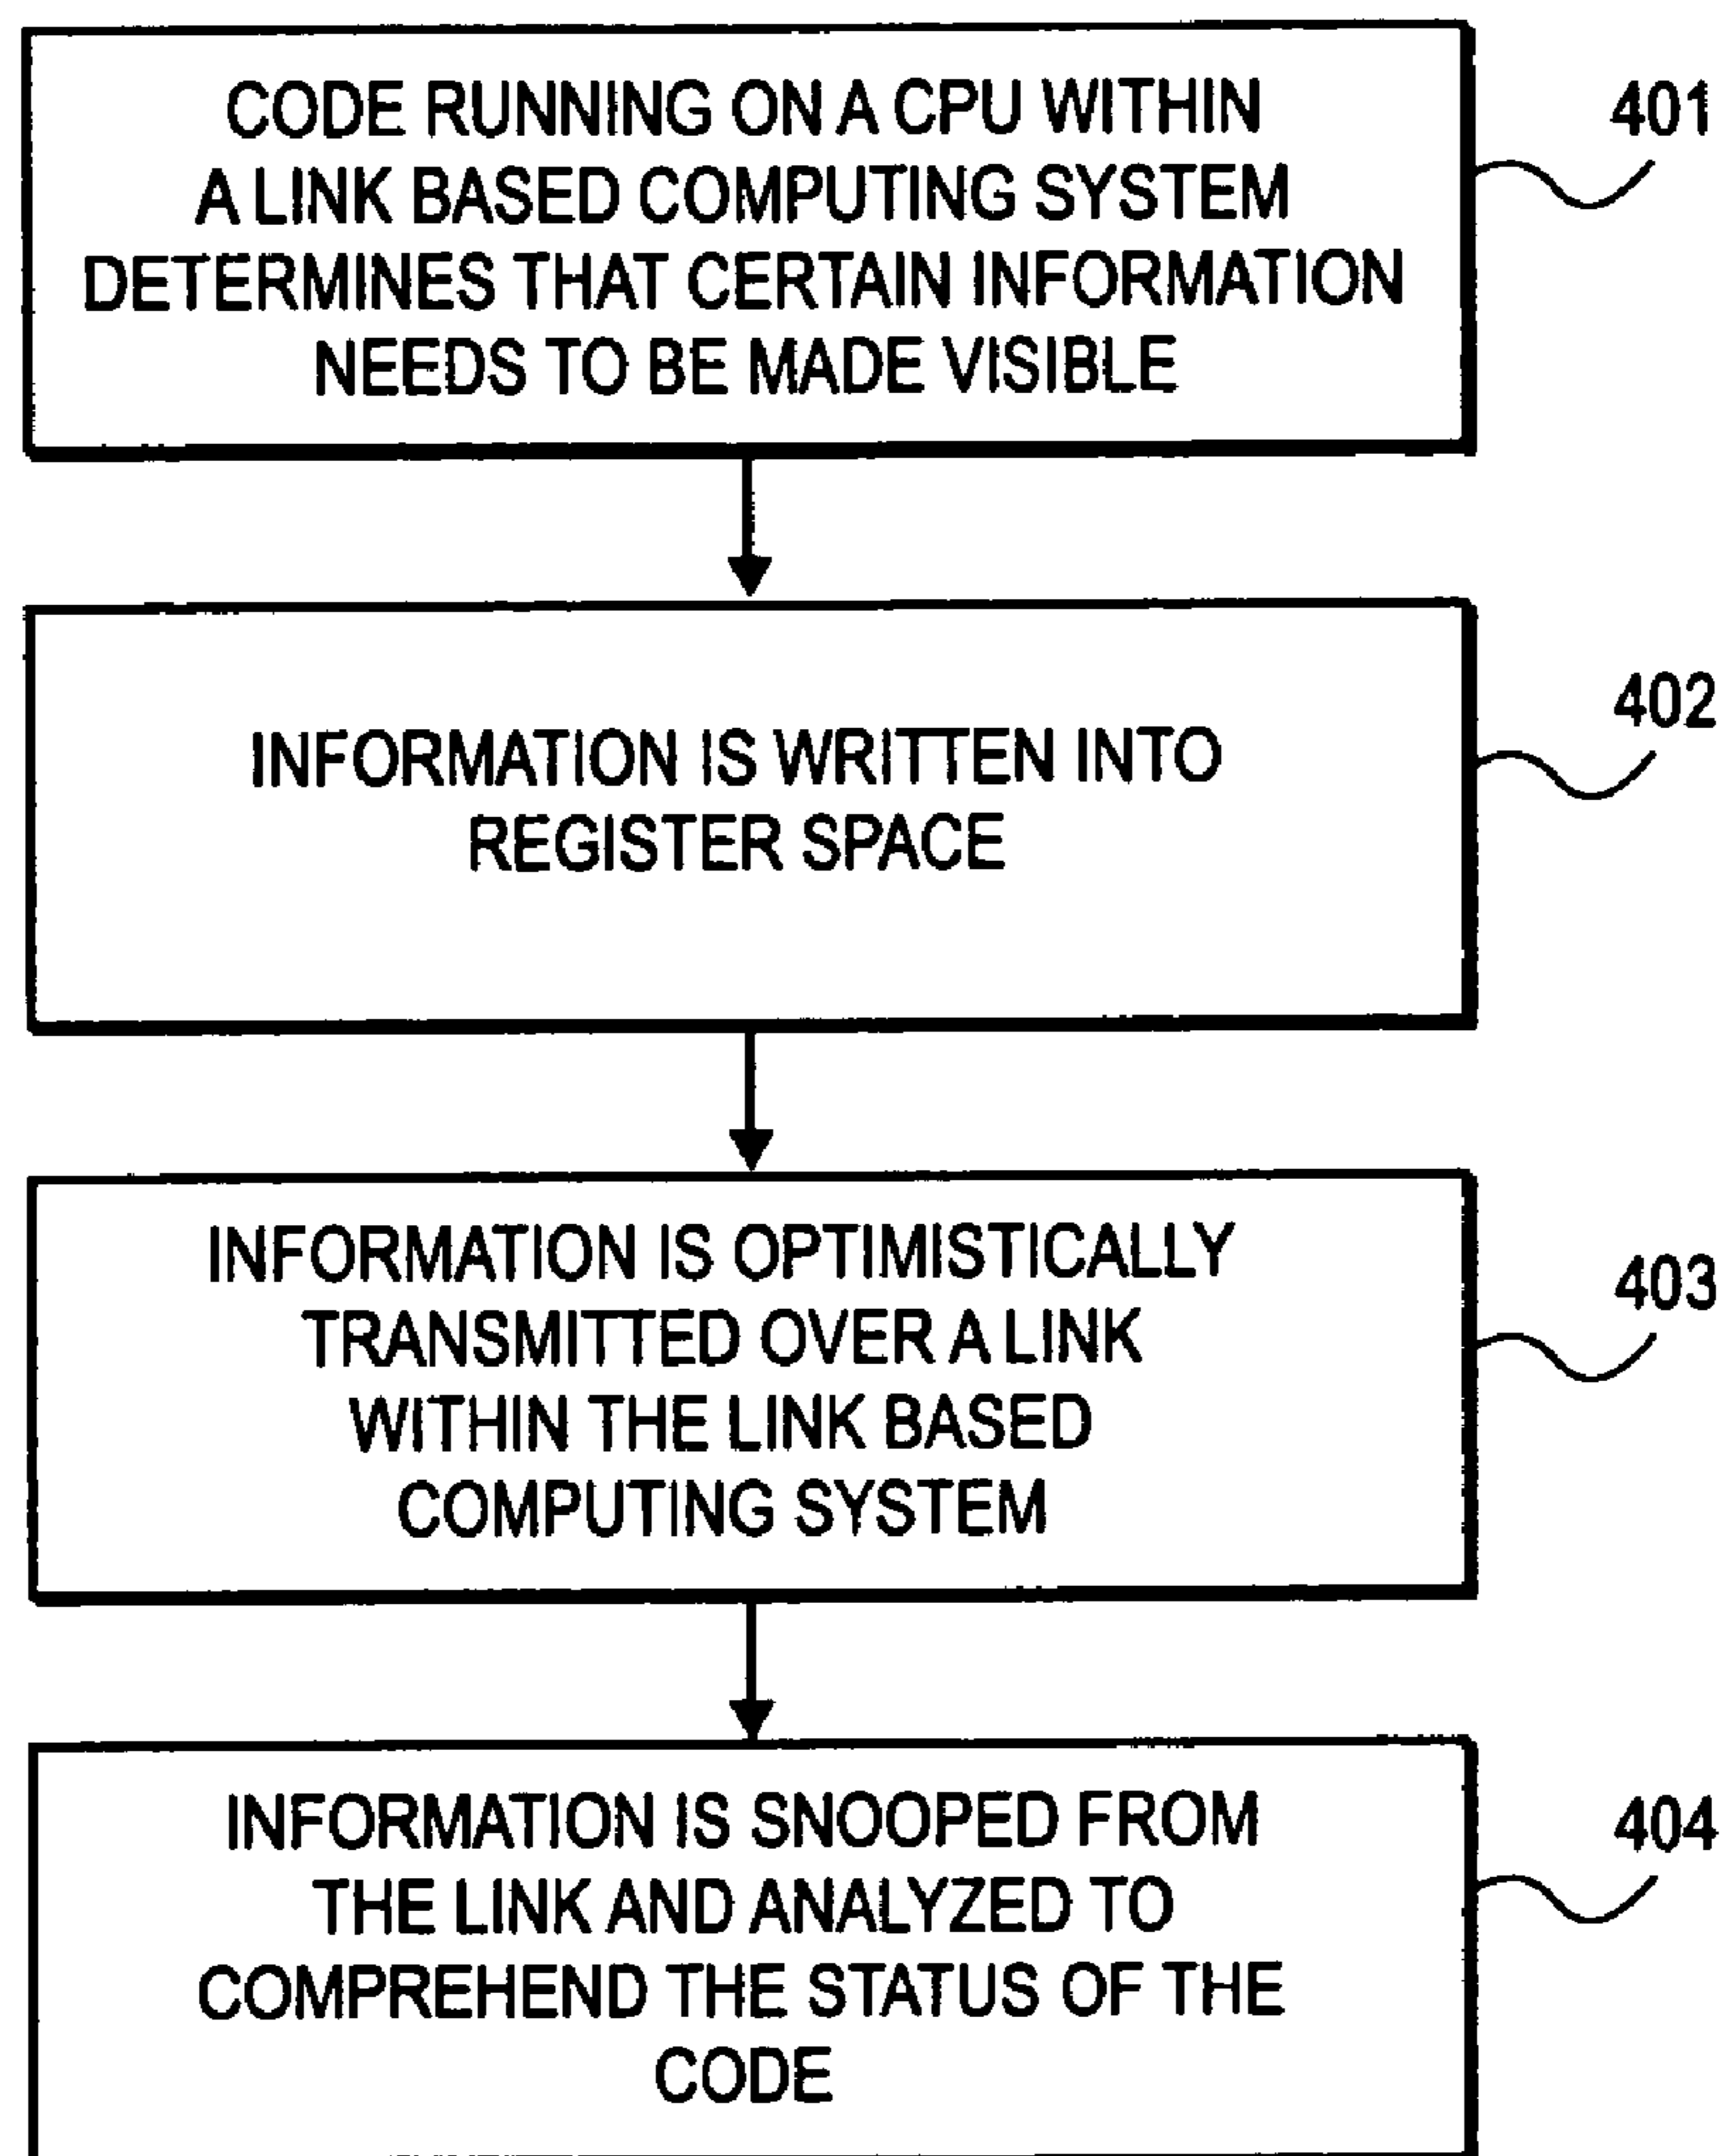 CODE RUNNING ON A CPU WITHIN
A LINK BASED COMPUTING SYSTEM
DETERMINES THAT CERTAIN INFORMATION
NEEDS TO BE MADE VISIBLE
401
INFORMATION IS WRITTEN INTO
REGISTER SPACE
402
INFORMATION IS OPTIMISTICALLY
TRANSMITTED OVER A LINK
WITHIN THE LINK BASED
COMPUTING SYSTEM
403
INFORMATION IS SNOOPED FROM
THE LINK AND ANALYZED TO
COMPREHEND THE STATUS OF THE
CODE
404